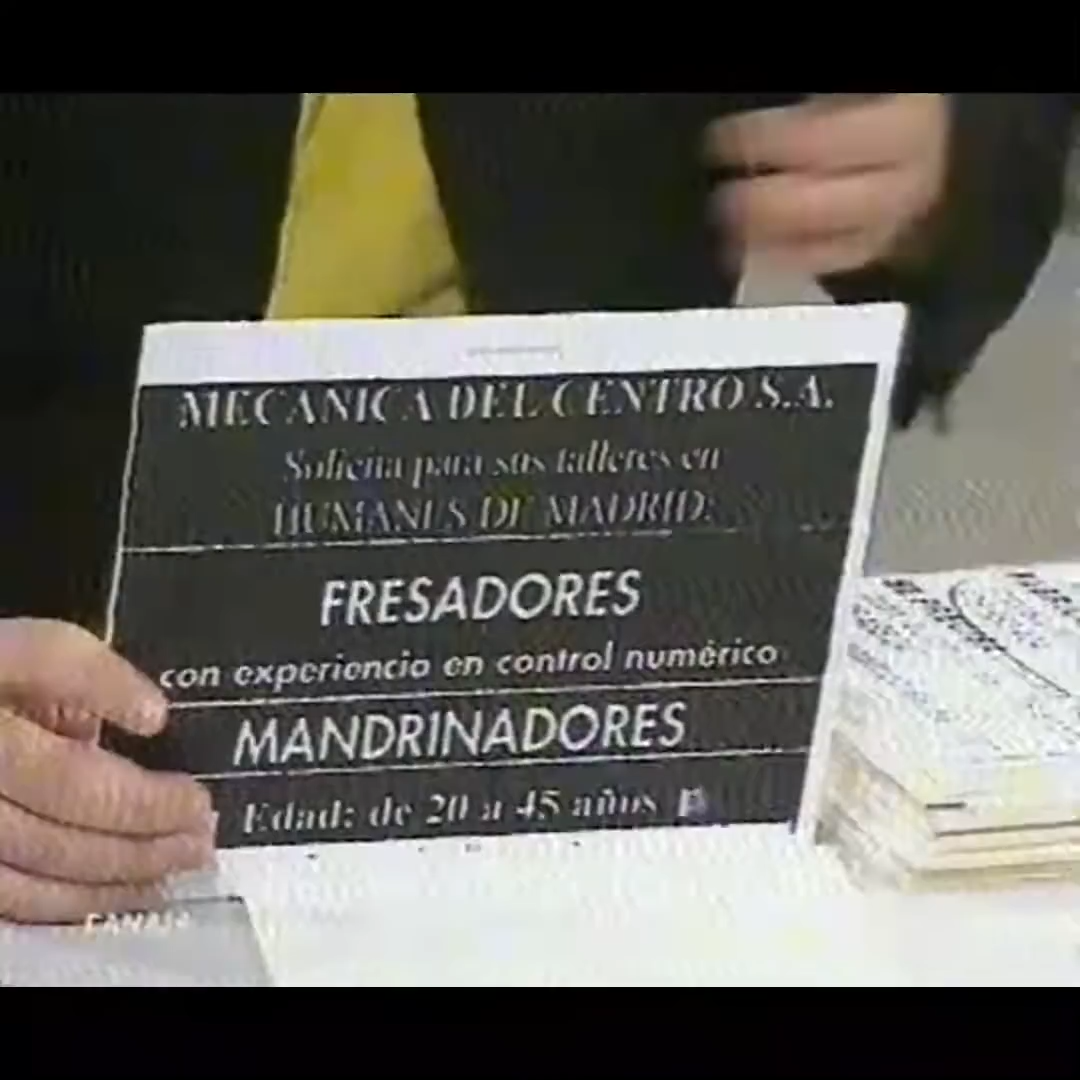 MECANICA DEL CENTRO S.A.
Solicita para sus talleres en
HUMANES DE MADRID:
FRESADORES
con experiencia en control numérico
MANDRINADORES
Edad: de 20 a 45 años
CANAL+